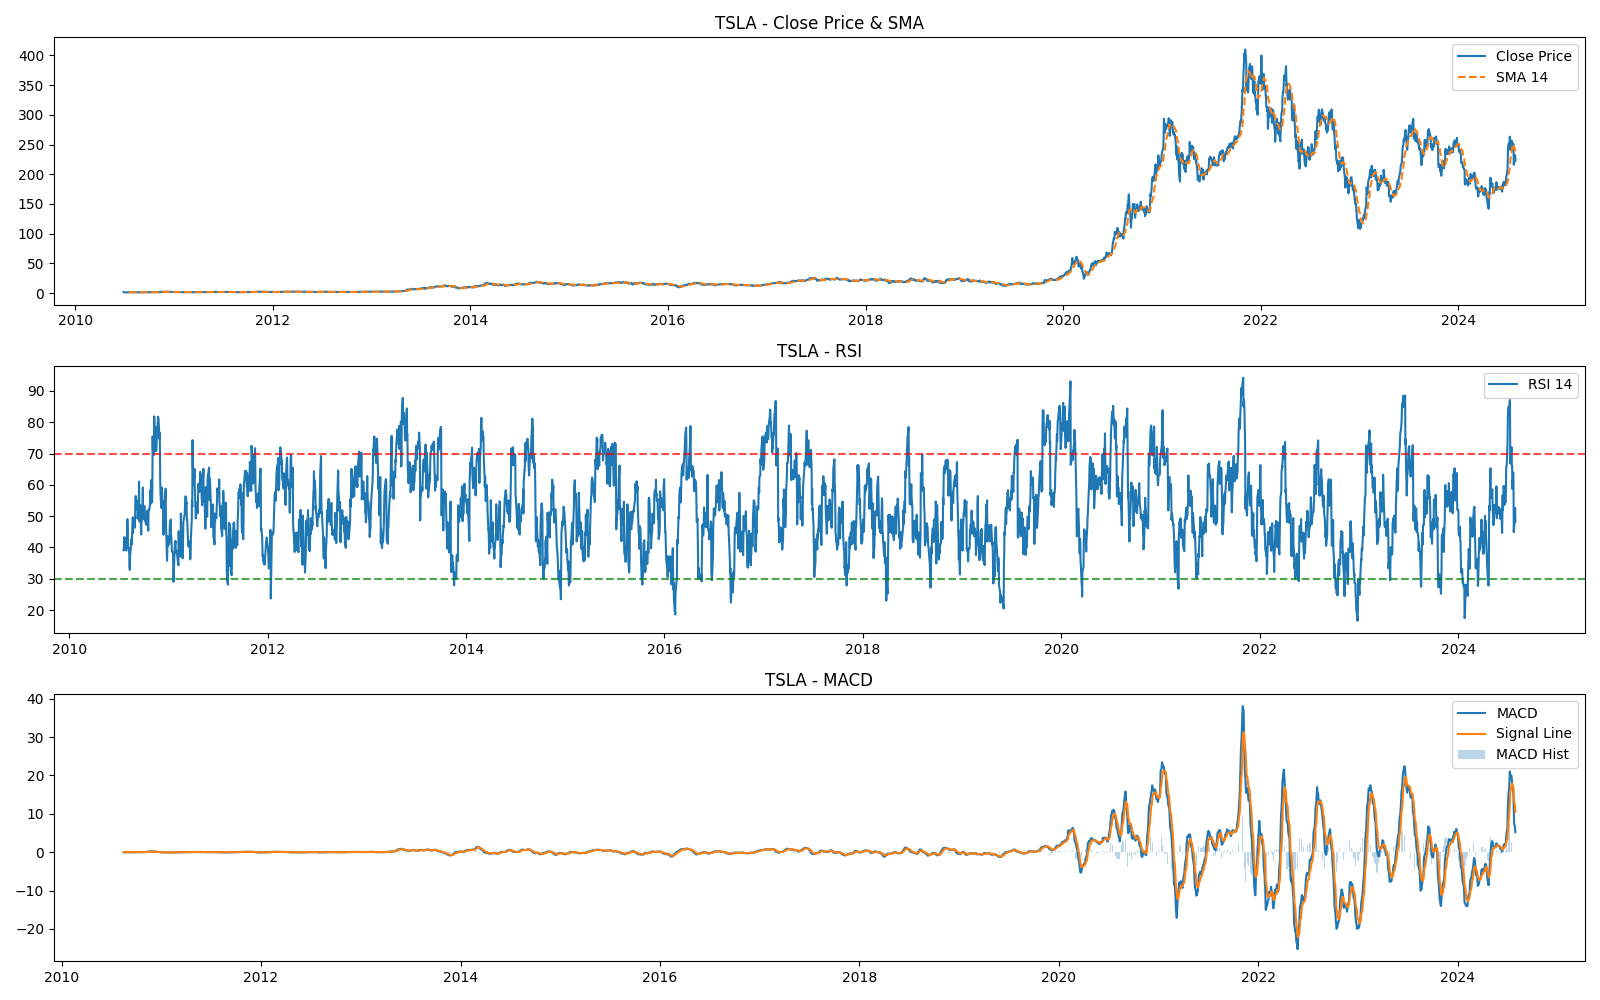 TSLA - Close Price & SMA
400
350
300
250
200
150
100
50
0
Close Price
SMA 14
2010 2012 2014 2016 2018 2020 2022 2024
TSLA - RSI
90
80
70
60
50
40
30
20
RSI 14
2010 2012 2014 2016 2018 2020 2022 2024
TSLA - MACD
40
30
20
10
0
−10
−20
MACD
Signal Line
MACD Hist
2010 2012 2014 2016 2018 2020 2022 2024